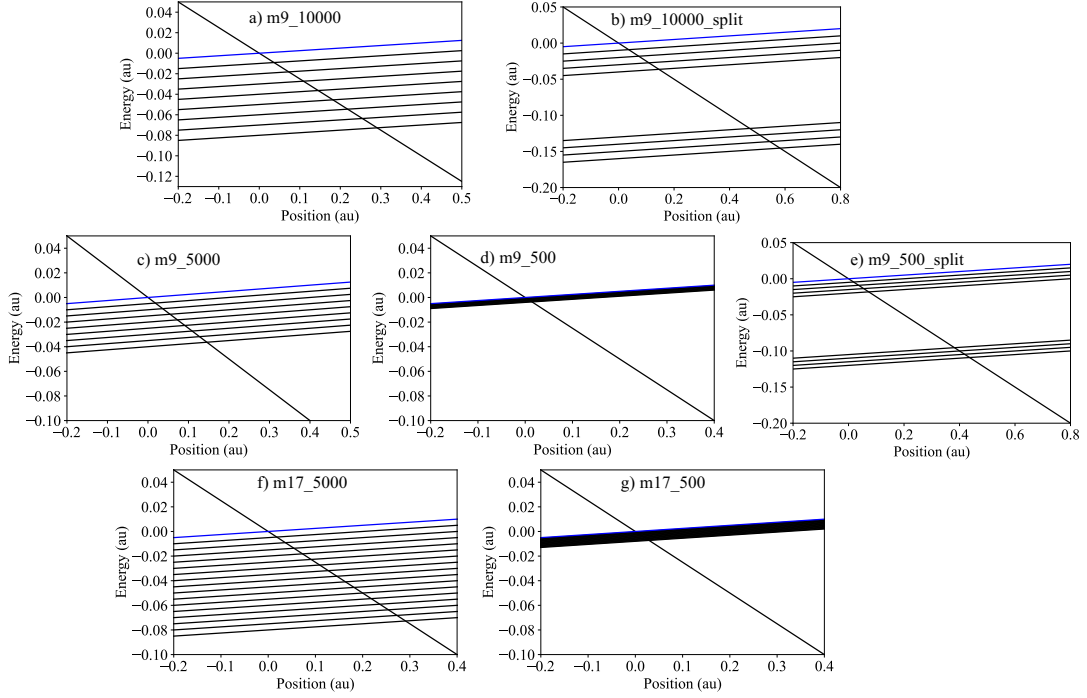 a) m9_10000
Energy (au)
0.04
0.02
0.00
−0.02
−0.04
−0.06
−0.08
−0.10
−0.12
−0.2 −0.1 0.0 0.1 0.2 0.3 0.4 0.5
Position (au)
b) m9_10000_split
Energy (au)
0.05
0.00
−0.05
−0.10
−0.15
−0.20
−0.2 0.0 0.2 0.4 0.6 0.8
Position (au)
c) m9_5000
Energy (au)
0.04
0.02
0.00
−0.02
−0.04
−0.06
−0.08
−0.10
−0.2 −0.1 0.0 0.1 0.2 0.3 0.4 0.5
Position (au)
d) m9_500
Energy (au)
0.04
0.02
0.00
−0.02
−0.04
−0.06
−0.08
−0.10
−0.2 −0.1 0.0 0.1 0.2 0.3 0.4
Position (au)
e) m9_500_split
Energy (au)
0.05
0.00
−0.05
−0.10
−0.15
−0.20
−0.2 0.0 0.2 0.4 0.6 0.8
Position (au)
f) m17_5000
Energy (au)
0.04
0.02
0.00
−0.02
−0.04
−0.06
−0.08
−0.10
−0.2 −0.1 0.0 0.1 0.2 0.3 0.4
Position (au)
g) m17_500
Energy (au)
0.04
0.02
0.00
−0.02
−0.04
−0.06
−0.08
−0.10
−0.2 −0.1 0.0 0.1 0.2 0.3 0.4
Position (au)